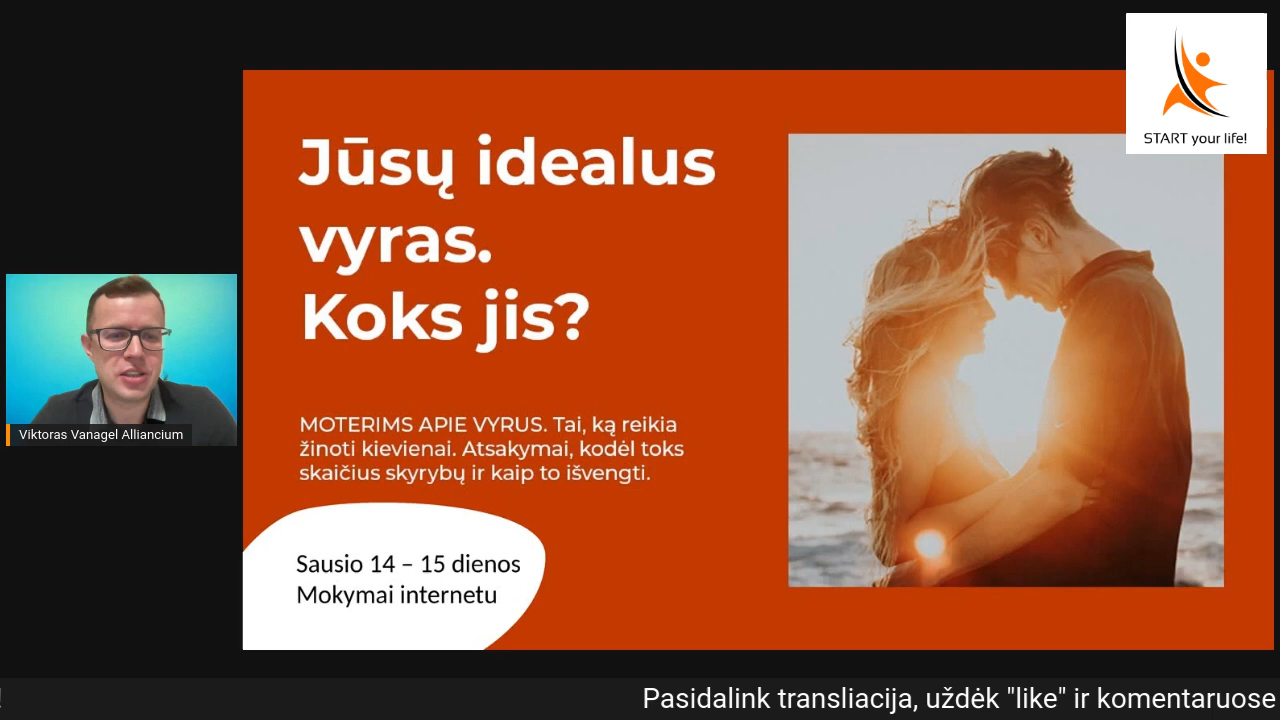 START your life!
Jūsų idealus
vyras.
Koks jis?
MOTERIMS APIE VYRUS. Tai, ką reikia
žinoti kievienai. Atsakymai, kodėl toks
skaičius skyrybų ir kaip to išvengti.
Viktoras Vanagel Alliancium
Sausio 14 – 15 dienos
Mokymai internetu
! Pasidalink transliacija, uždėk "like" ir komentaruose